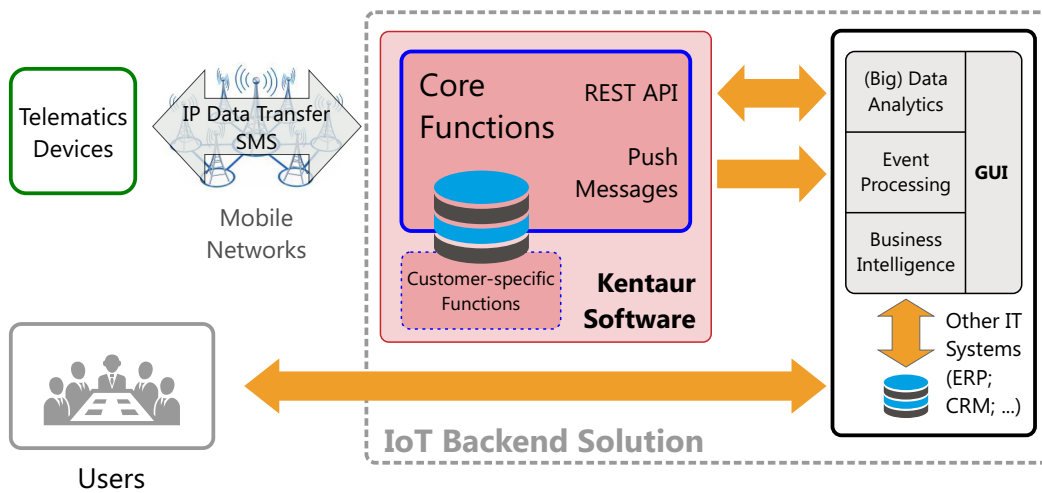 Telematics
Devices
IP Data Transfer
SMS
Mobile
Networks
Core
Functions
REST API
Push
Messages
Customer-specific
Functions
Kentaur
Software
(Big) Data
Analytics
Event
Processing
Business
Intelligence
GUI
Other IT
Systems
(ERP;
CRM; ...)
Users
IoT Backend Solution